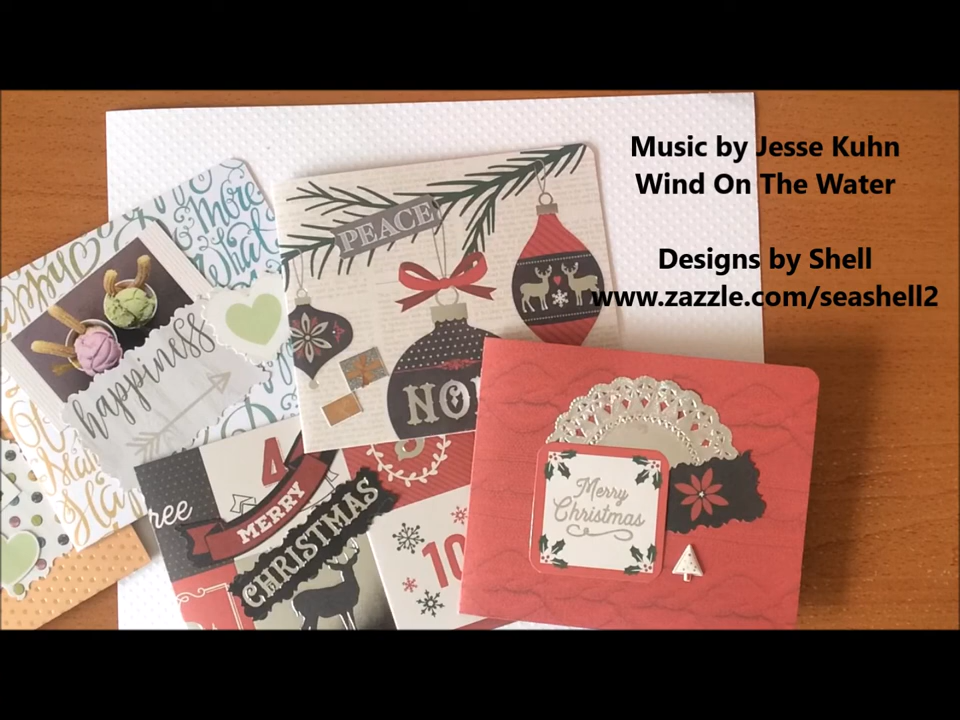 Music by Jesse Kuhn
Wind On The Water
Designs by Shell
www.zazzle.com/seashell2
PEACE
happiness
4
MERRY
CHRISTMAS
10
Merry
Christmas